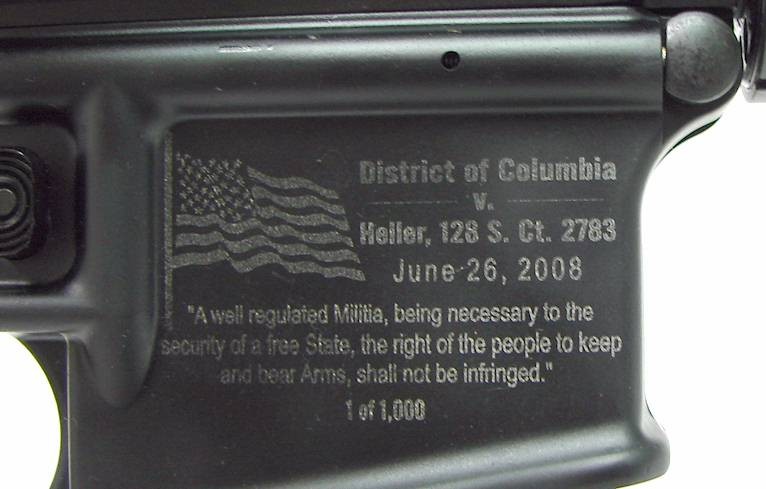 District of Columbia
v.
Heller, 128 S. Ct. 2783
June 26, 2008
"A well regulated Militia, being necessary to the
security of a free State, the right of the people to keep
and bear Arms, shall not be infringed."
1 of 1,000